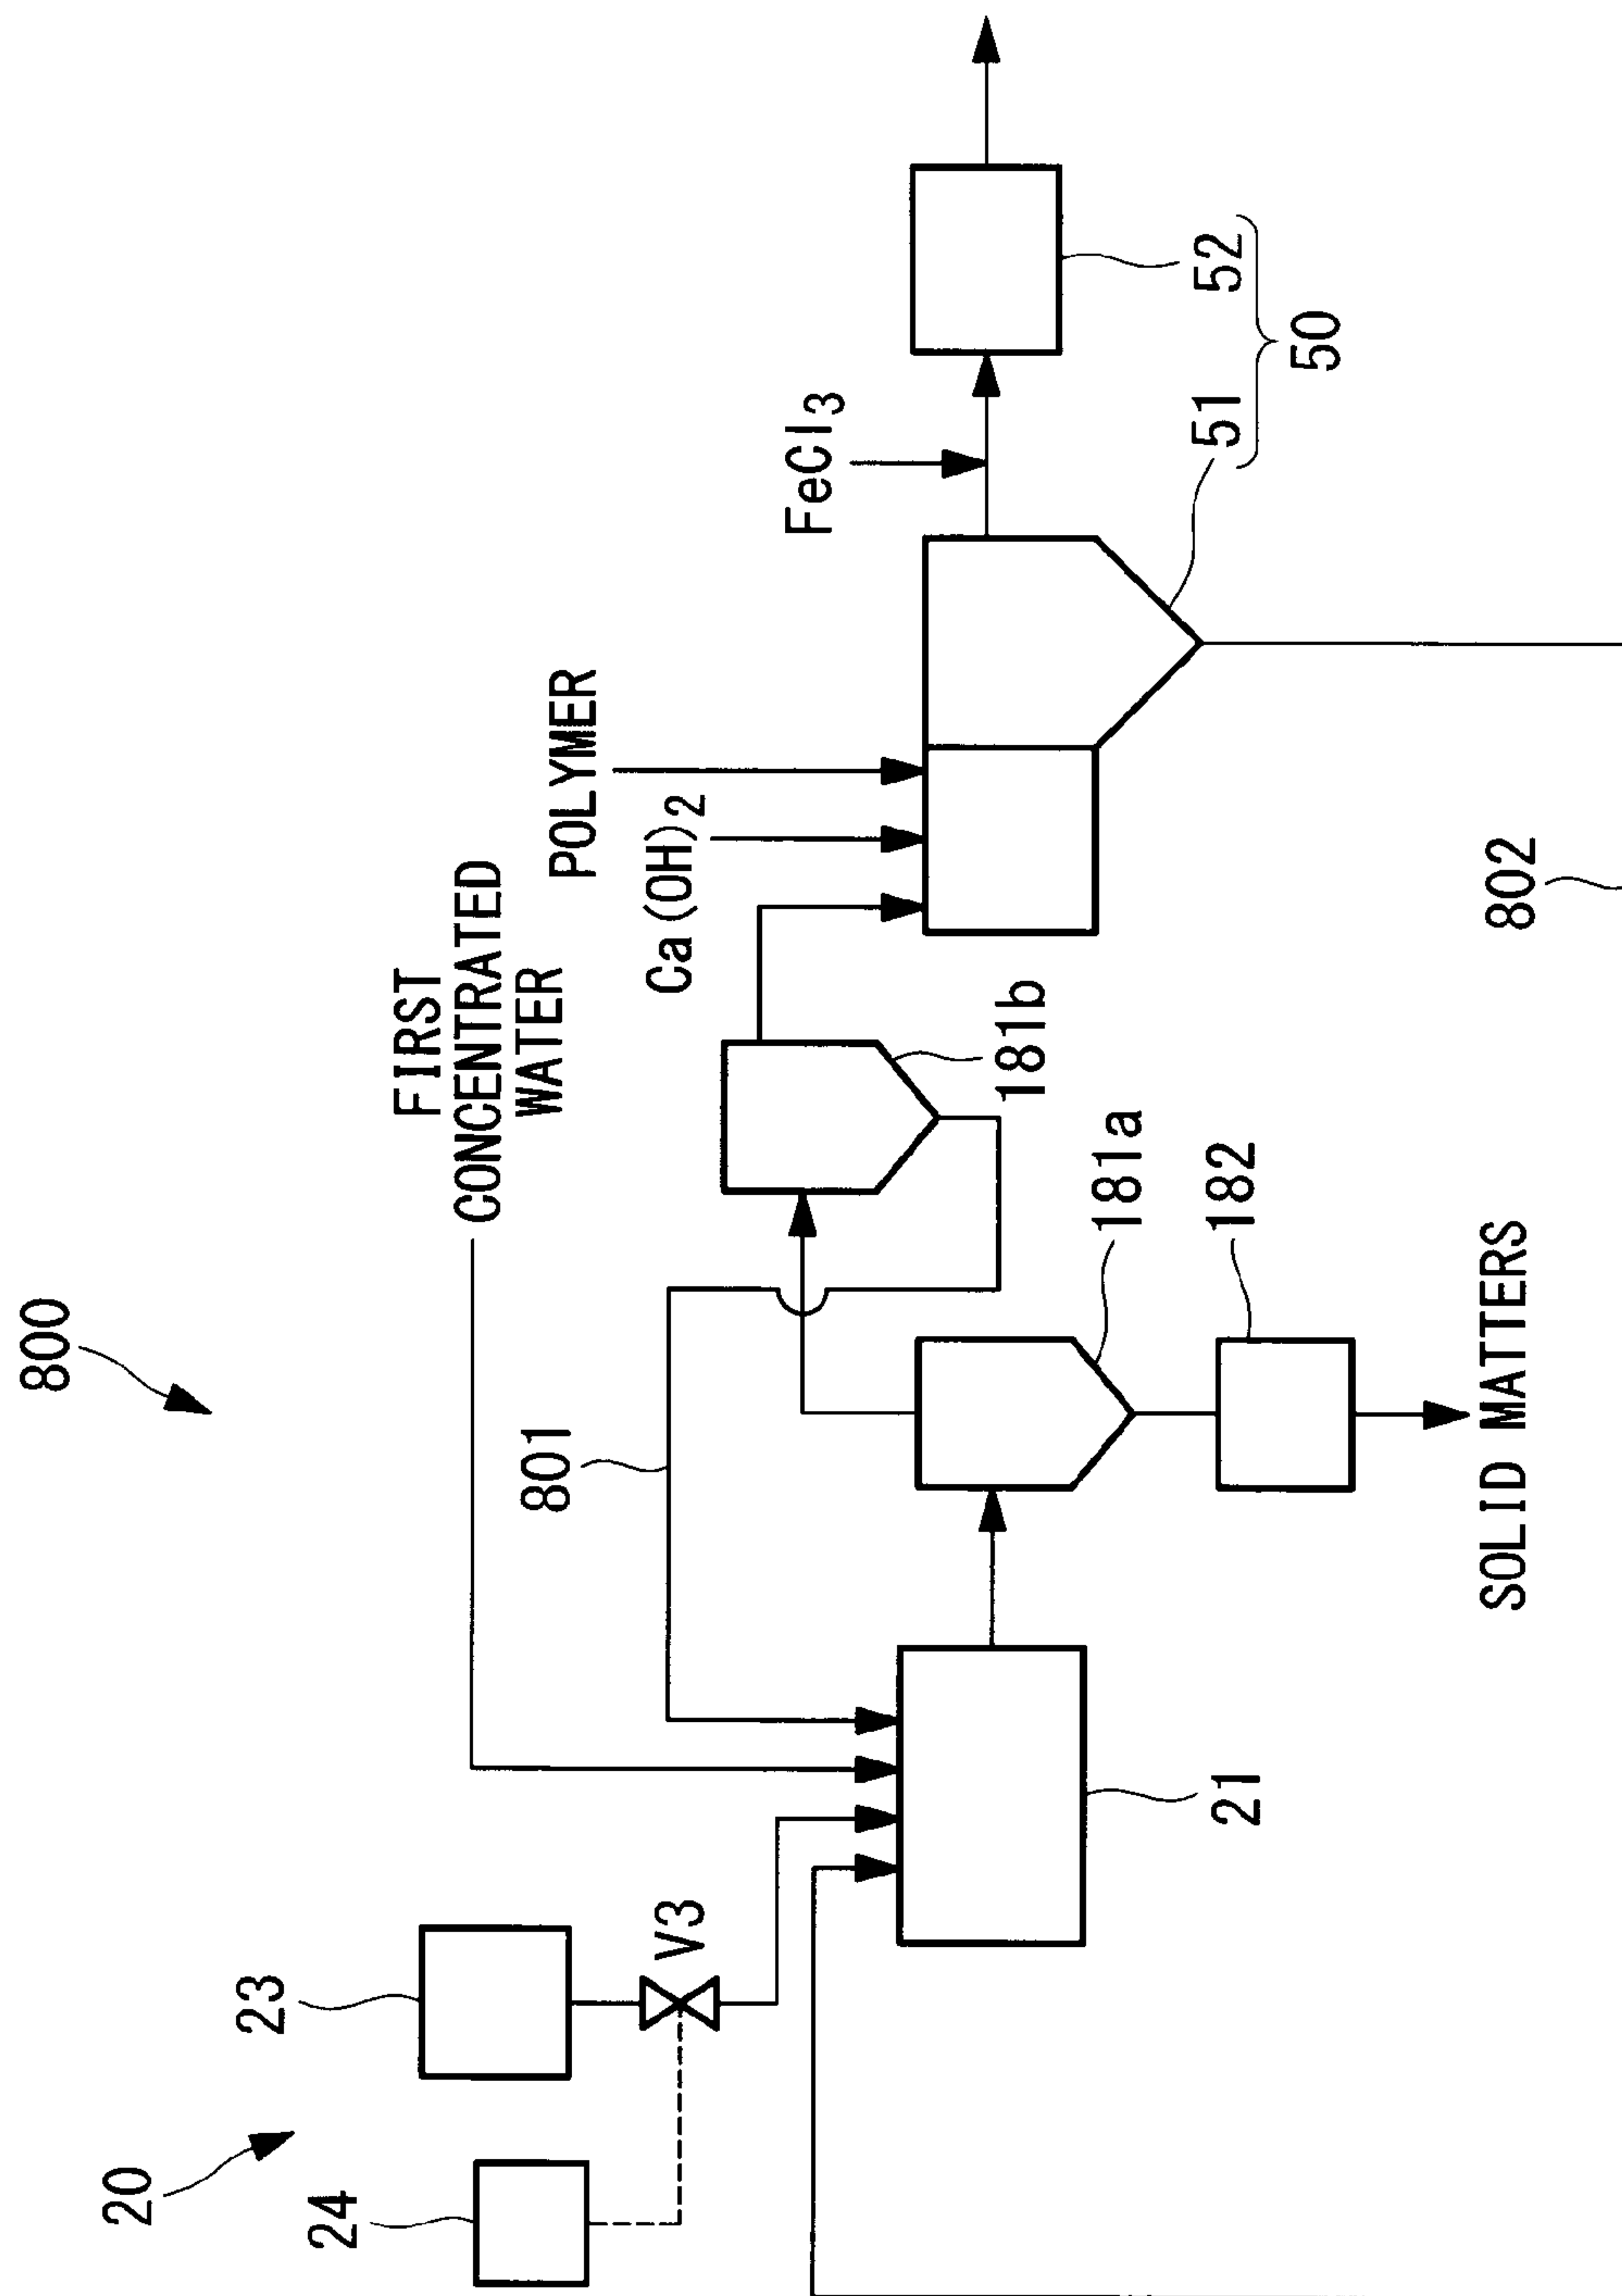 800
20
24
23
V3
21
801
FIRST
CONCENTRATED
WATER
181a
182
SOLID MATTERS
181b
Ca(OH)2
POLYMER
FeCl3
51
52
50
802